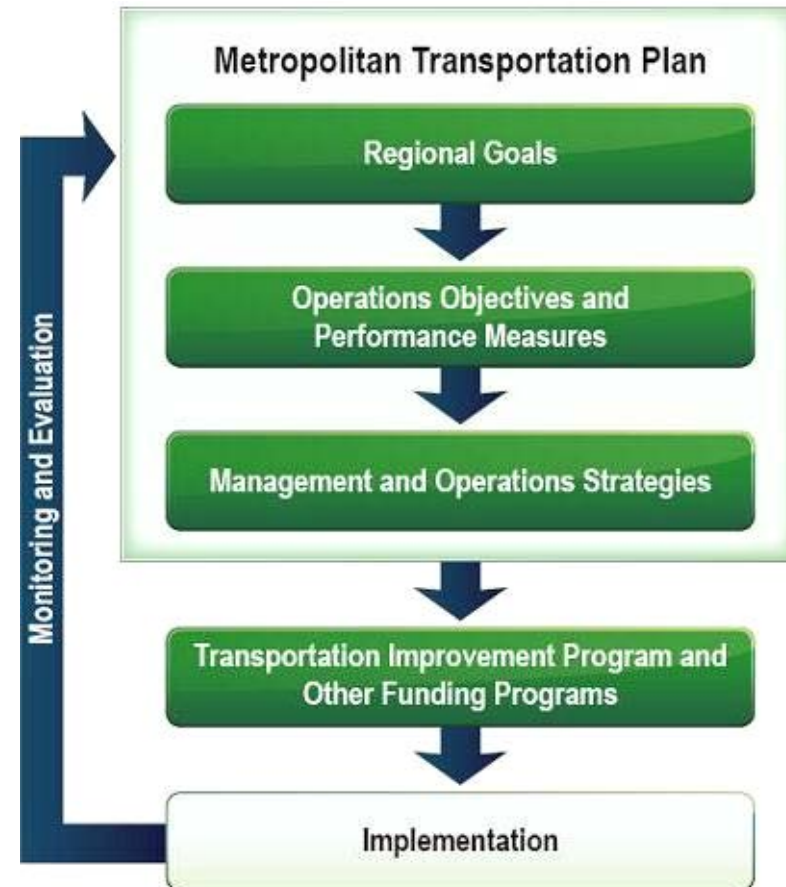 Metropolitan Transportation Plan
Regional Goals
Operations Objectives and
Performance Measures
Management and Operations Strategies
Transportation Improvement Program and
Other Funding Programs
Implementation
Monitoring and Evaluation